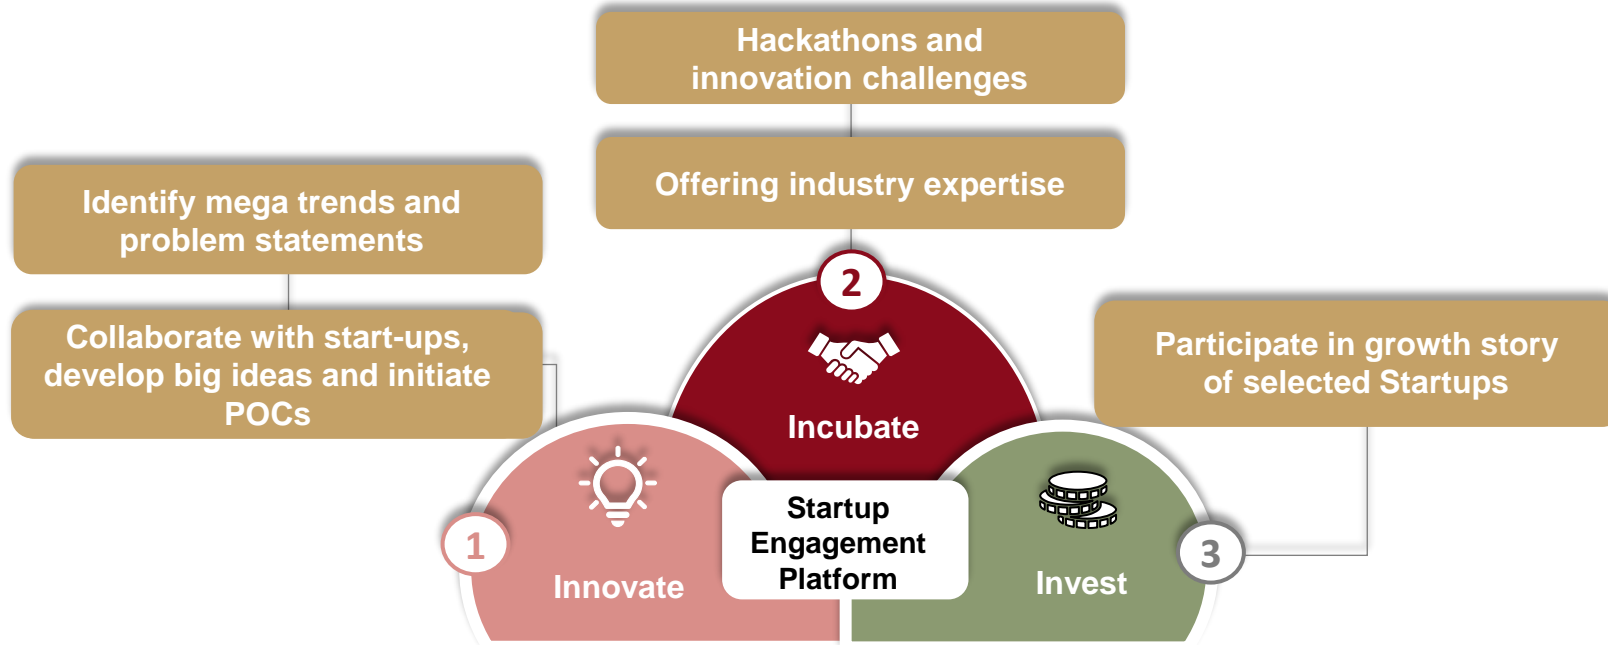 Hackathons and
innovation challenges
Offering industry expertise
Identify mega trends and
problem statements
Collaborate with start-ups,
develop big ideas and initiate
POCs
Participate in growth story
of selected Startups
2
Incubate
1
Innovate
Startup
Engagement
Platform
3
Invest